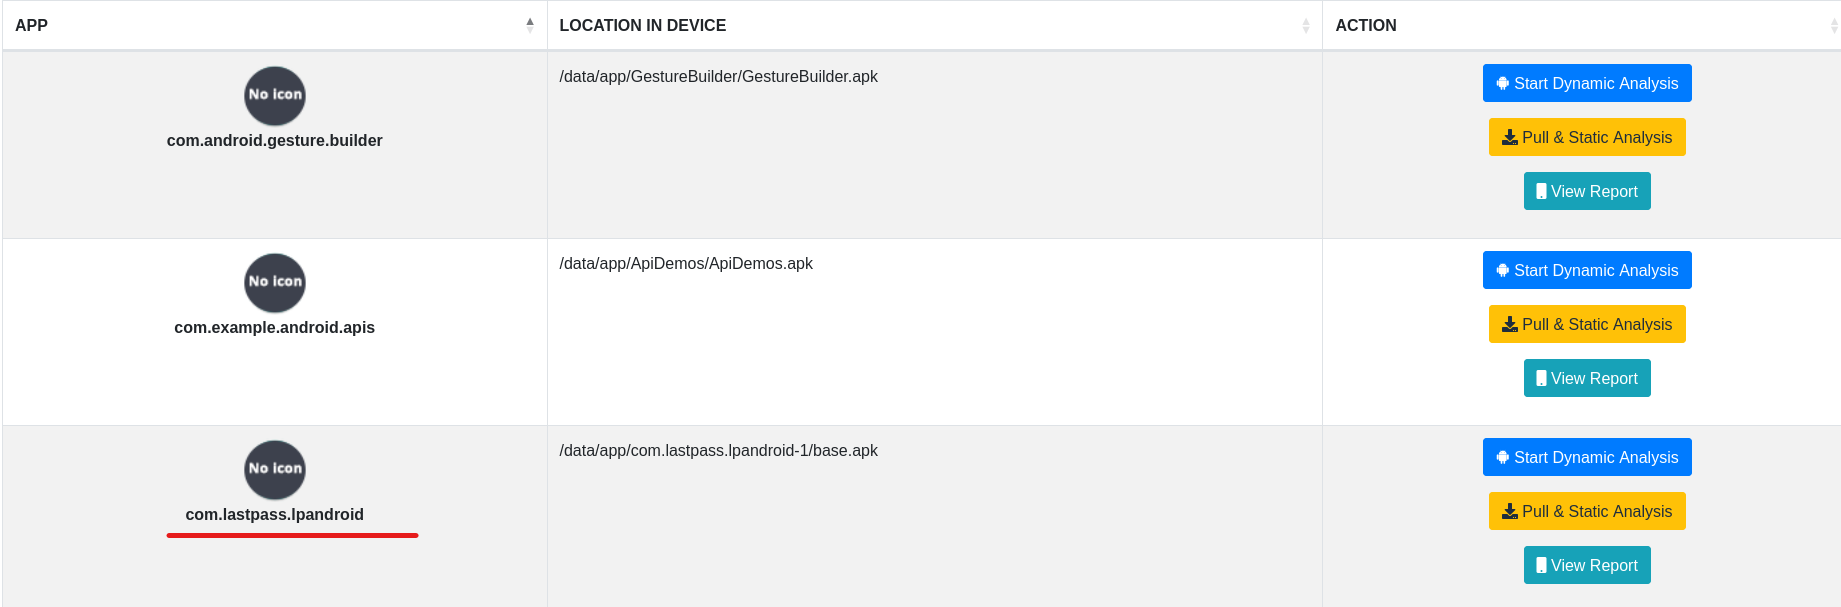 APP
LOCATION IN DEVICE
ACTION
No icon
com.android.gesture.builder
/data/app/GestureBuilder/GestureBuilder.apk
Start Dynamic Analysis
Pull & Static Analysis
View Report
No icon
com.example.android.apis
/data/app/ApiDemos/ApiDemos.apk
Start Dynamic Analysis
Pull & Static Analysis
View Report
No icon
com.lastpass.lpandroid
/data/app/com.lastpass.lpandroid-1/base.apk
Start Dynamic Analysis
Pull & Static Analysis
View Report